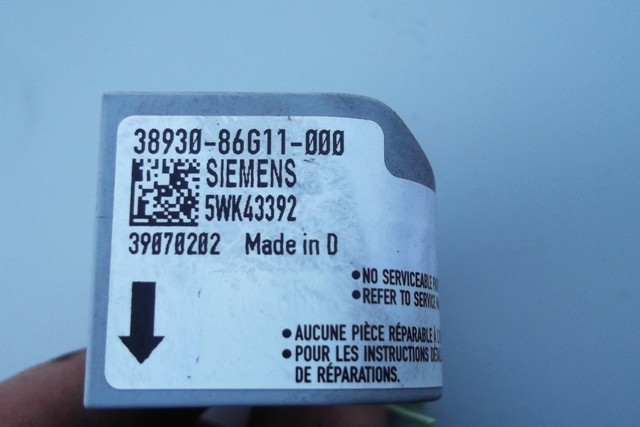 38930-86G11-000
SIEMENS
5WK43392
39070202 Made in D
•NO SERVICEABLE
•REFER TO SERVICE
•AUCUNE PIÈCE RÉPARABLE À
•POUR LES INSTRUCTIONS
DE RÉPARATIONS.